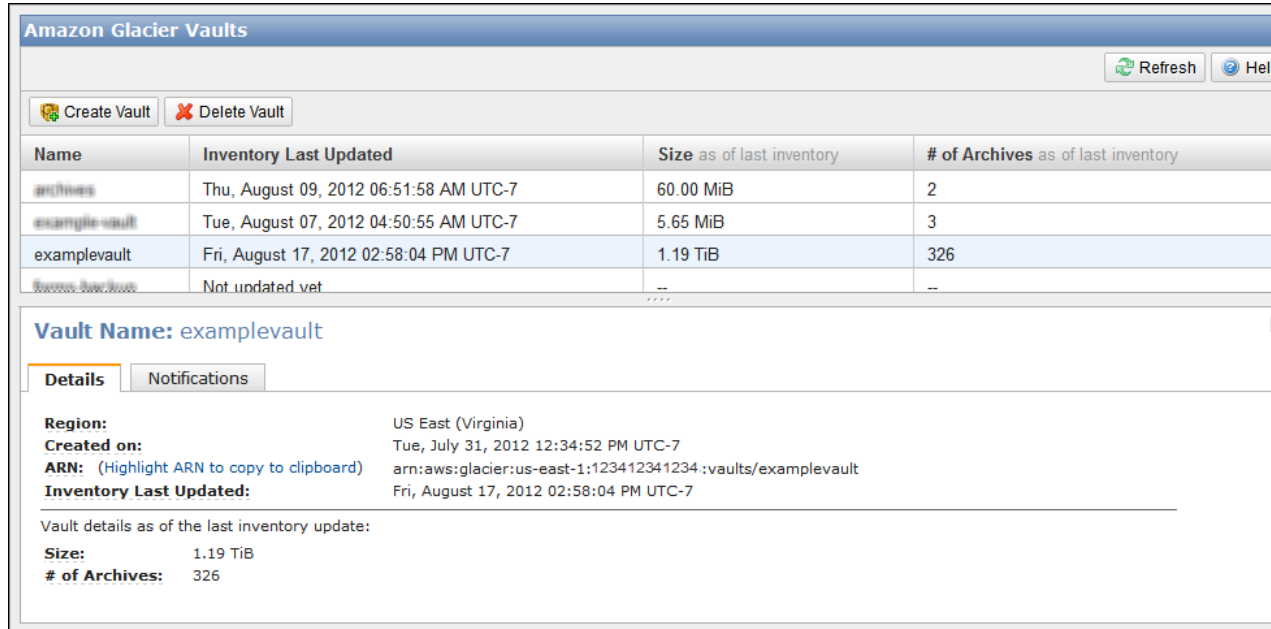 Amazon Glacier Vaults
Refresh Hel
Create Vault Delete Vault
Name Inventory Last Updated Size as of last inventory # of Archives as of last inventory
Thu, August 09, 2012 06:51:58 AM UTC-7 60.00 MiB 2
Tue, August 07, 2012 04:50:55 AM UTC-7 5.65 MiB 3
examplevault Fri, August 17, 2012 02:58:04 PM UTC-7 1.19 TiB 326
Not updated yet -- --
Vault Name: examplevault
Details Notifications
Region: US East (Virginia)
Created on: Tue, July 31, 2012 12:34:52 PM UTC-7
ARN: (Highlight ARN to copy to clipboard) arn:aws:glacier:us-east-1:123412341234:vaults/examplevault
Inventory Last Updated: Fri, August 17, 2012 02:58:04 PM UTC-7
Vault details as of the last inventory update:
Size: 1.19 TiB
# of Archives: 326